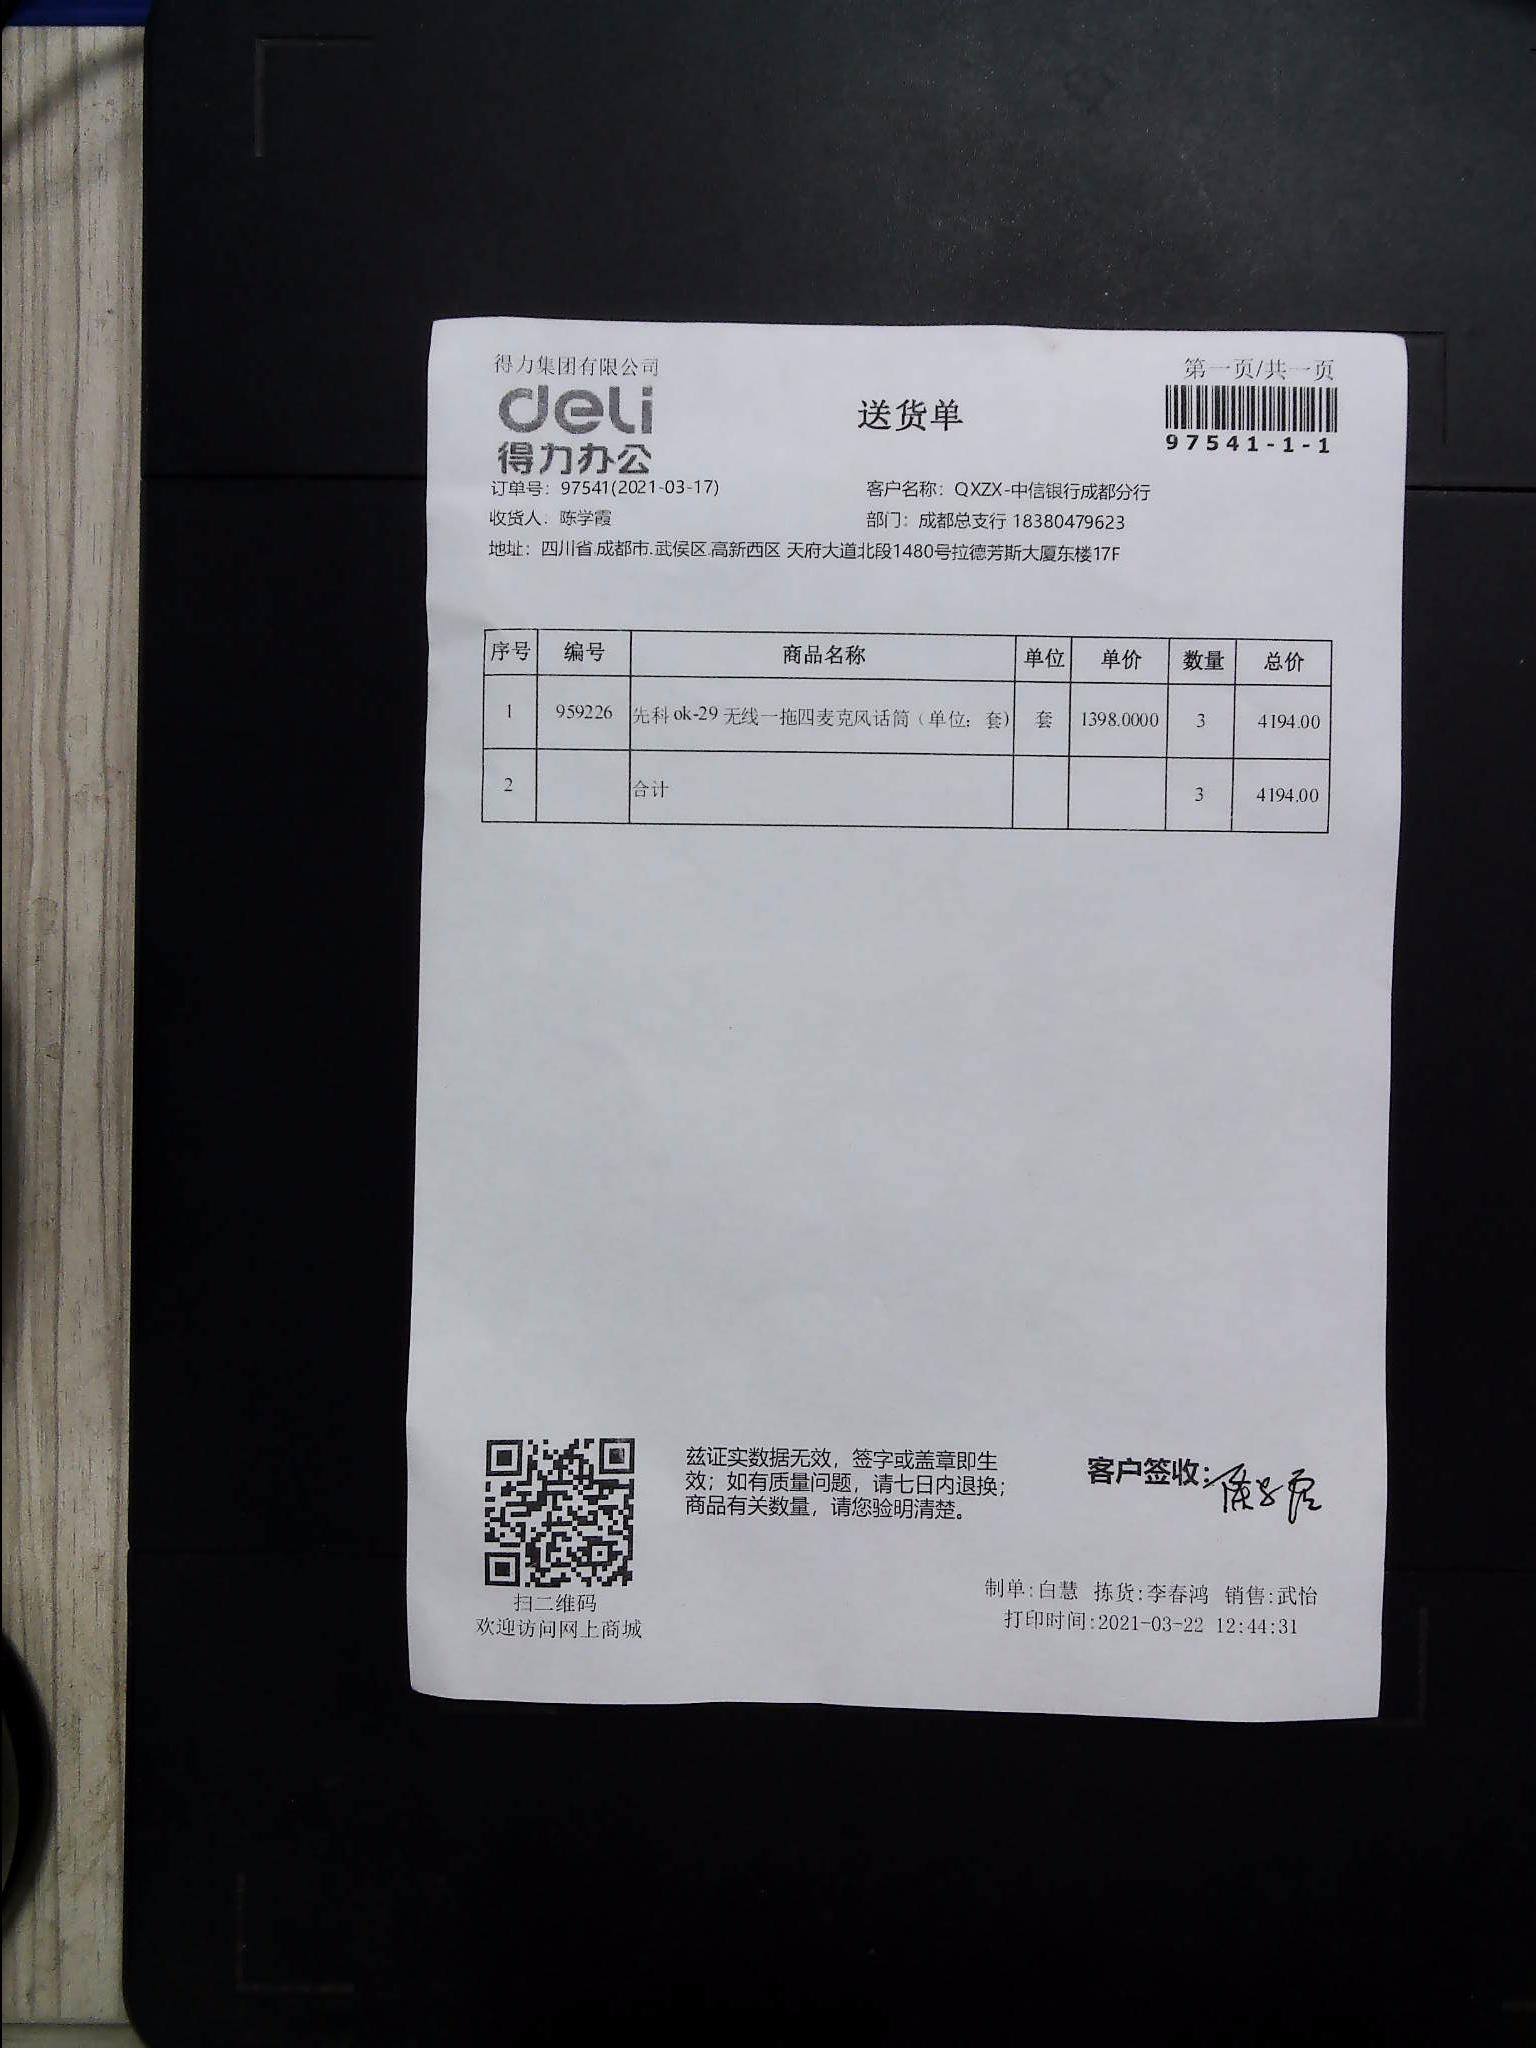 得力集团有限公司
第一页/共一页
deli
得力办公
送货单
97541-1-1
订单号：97541(2021-03-17)
客户名称：QXZX-中信银行成都分行
收货人：陈学霞
部门：成都总支行 18380479623
地址：四川省.成都市.武侯区.高新西区 天府大道北段1480号拉德芳斯大厦东楼17F
序号 编号 商品名称 单位 单价 数量 总价
1 959226 先科 ok-29 无线一拖四麦克风话筒（单位：套） 套 1398.0000 3 4194.00
2 合计 3 4194.00
兹证实数据无效，签字或盖章即生
效；如有质量问题，请七日内退换；
商品有关数量，请您验明清楚。
客户签收：
扫二维码
欢迎访问网上商城
制单:白慧 拣货:李春鸿 销售:武怡
打印时间:2021-03-22 12:44:31